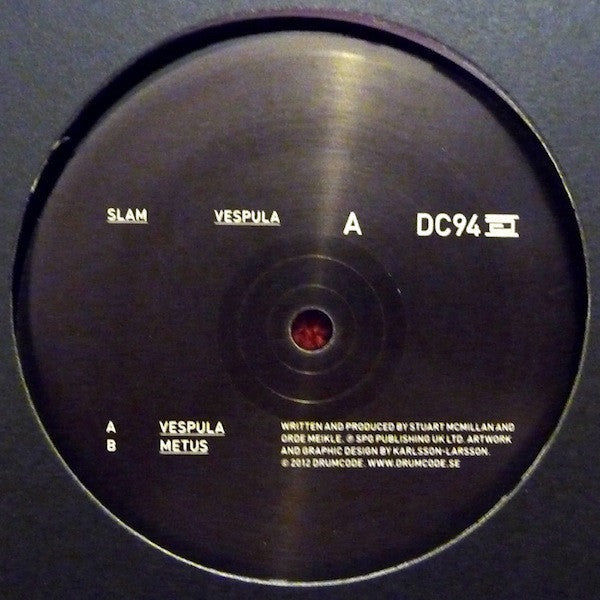 SLAM VESPULA A DC94
A VESPULA
B METUS
WRITTEN AND PRODUCED BY STUART MCMILLAN AND
ORDE MEIKLE. ℗ SPG PUBLISHING UK LTD. ARTWORK
AND GRAPHIC DESIGN BY KARLSSON-LARSSON.
© 2012 DRUMCODE. WWW.DRUMCODE.SE